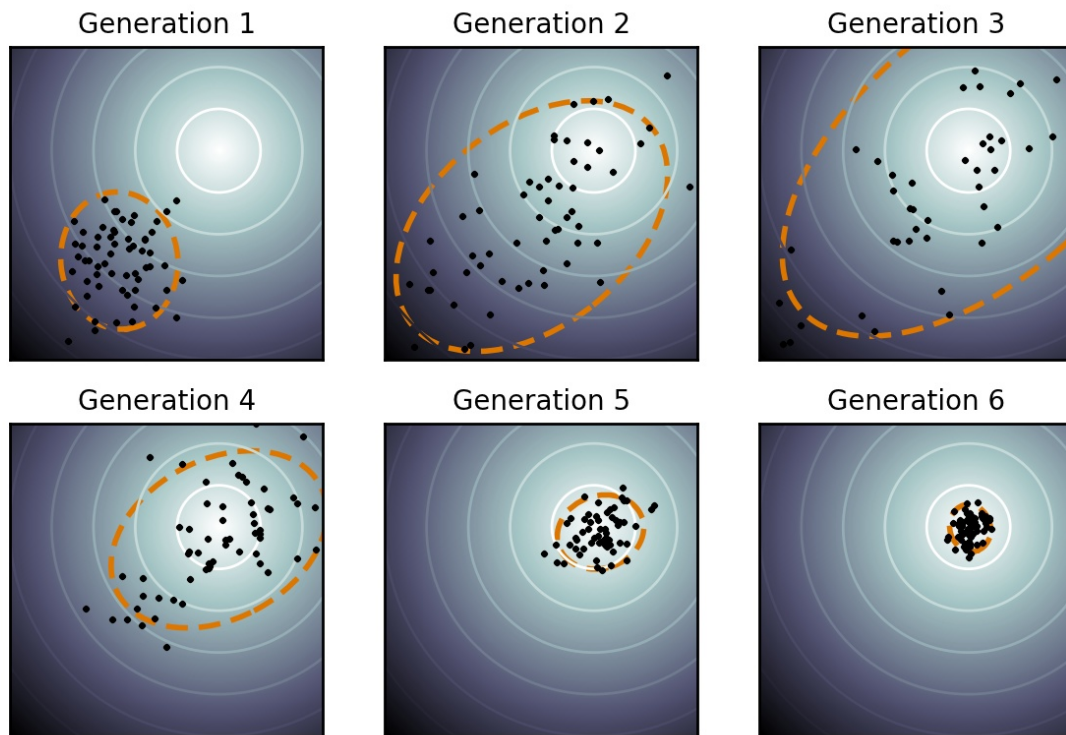 Generation 1
Generation 2
Generation 3
Generation 4
Generation 5
Generation 6